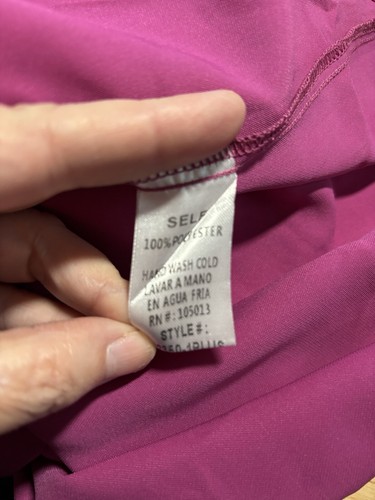 SELF
100% POLYESTER
HAND WASH COLD
LAVAR A MANO
EN AGUA FRIA
RN #: 105013
STYLE#: